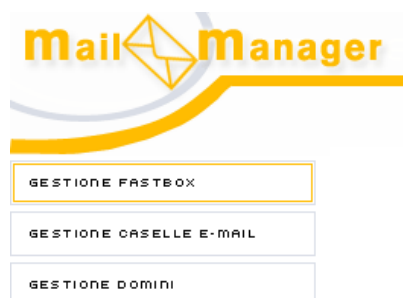 Mail Manager
GESTIONE FASTBOX
GESTIONE CASELLE E-MAIL
GESTIONE DOMINI